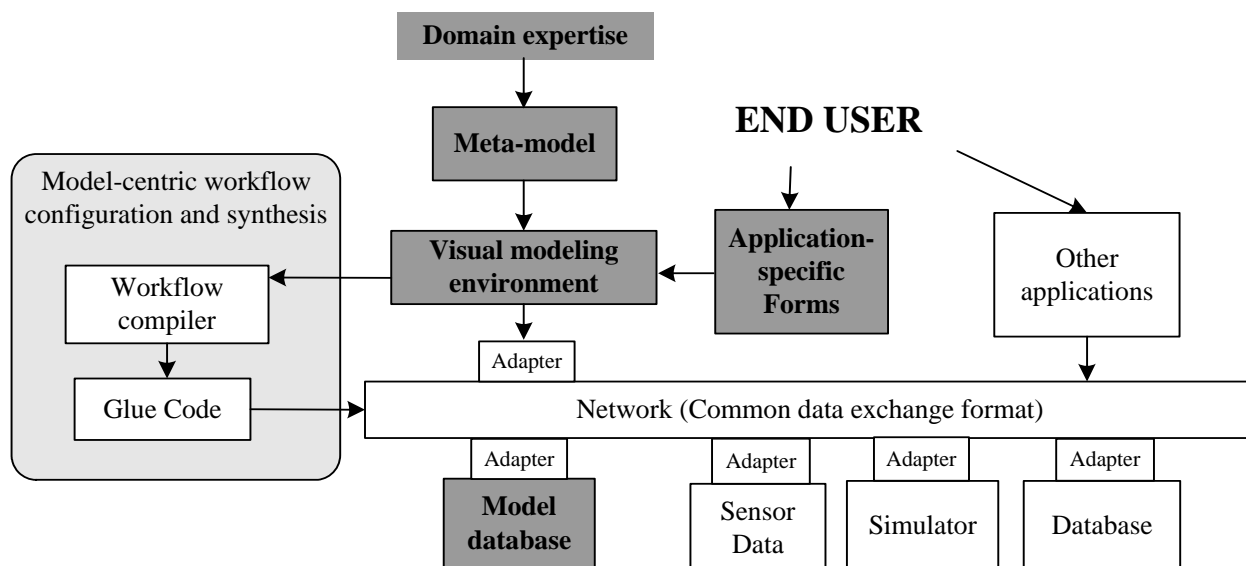 Domain expertise
END USER
Meta-model
Model-centric workflow
configuration and synthesis
Visual modeling
environment
Application-
specific
Forms
Other
applications
Workflow
compiler
Adapter
Glue Code
Network (Common data exchange format)
Adapter
Adapter
Adapter
Adapter
Model
database
Sensor
Data
Simulator
Database